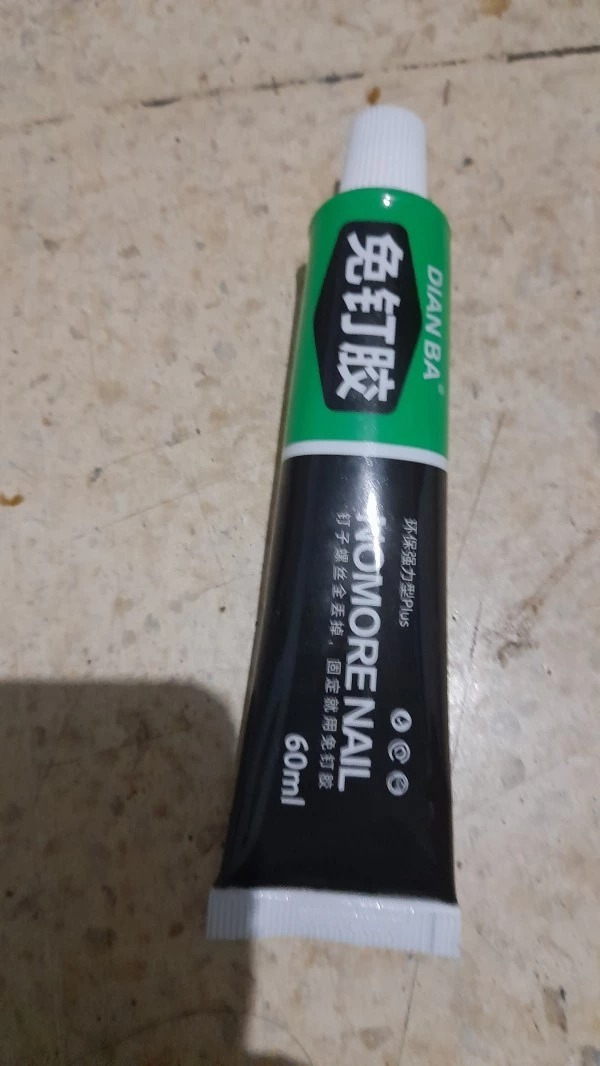 DIAN BA
免钉胶
环保强力型Plus
NOMORE NAIL
钉子螺丝全丢掉，固定就用免钉胶
60ml